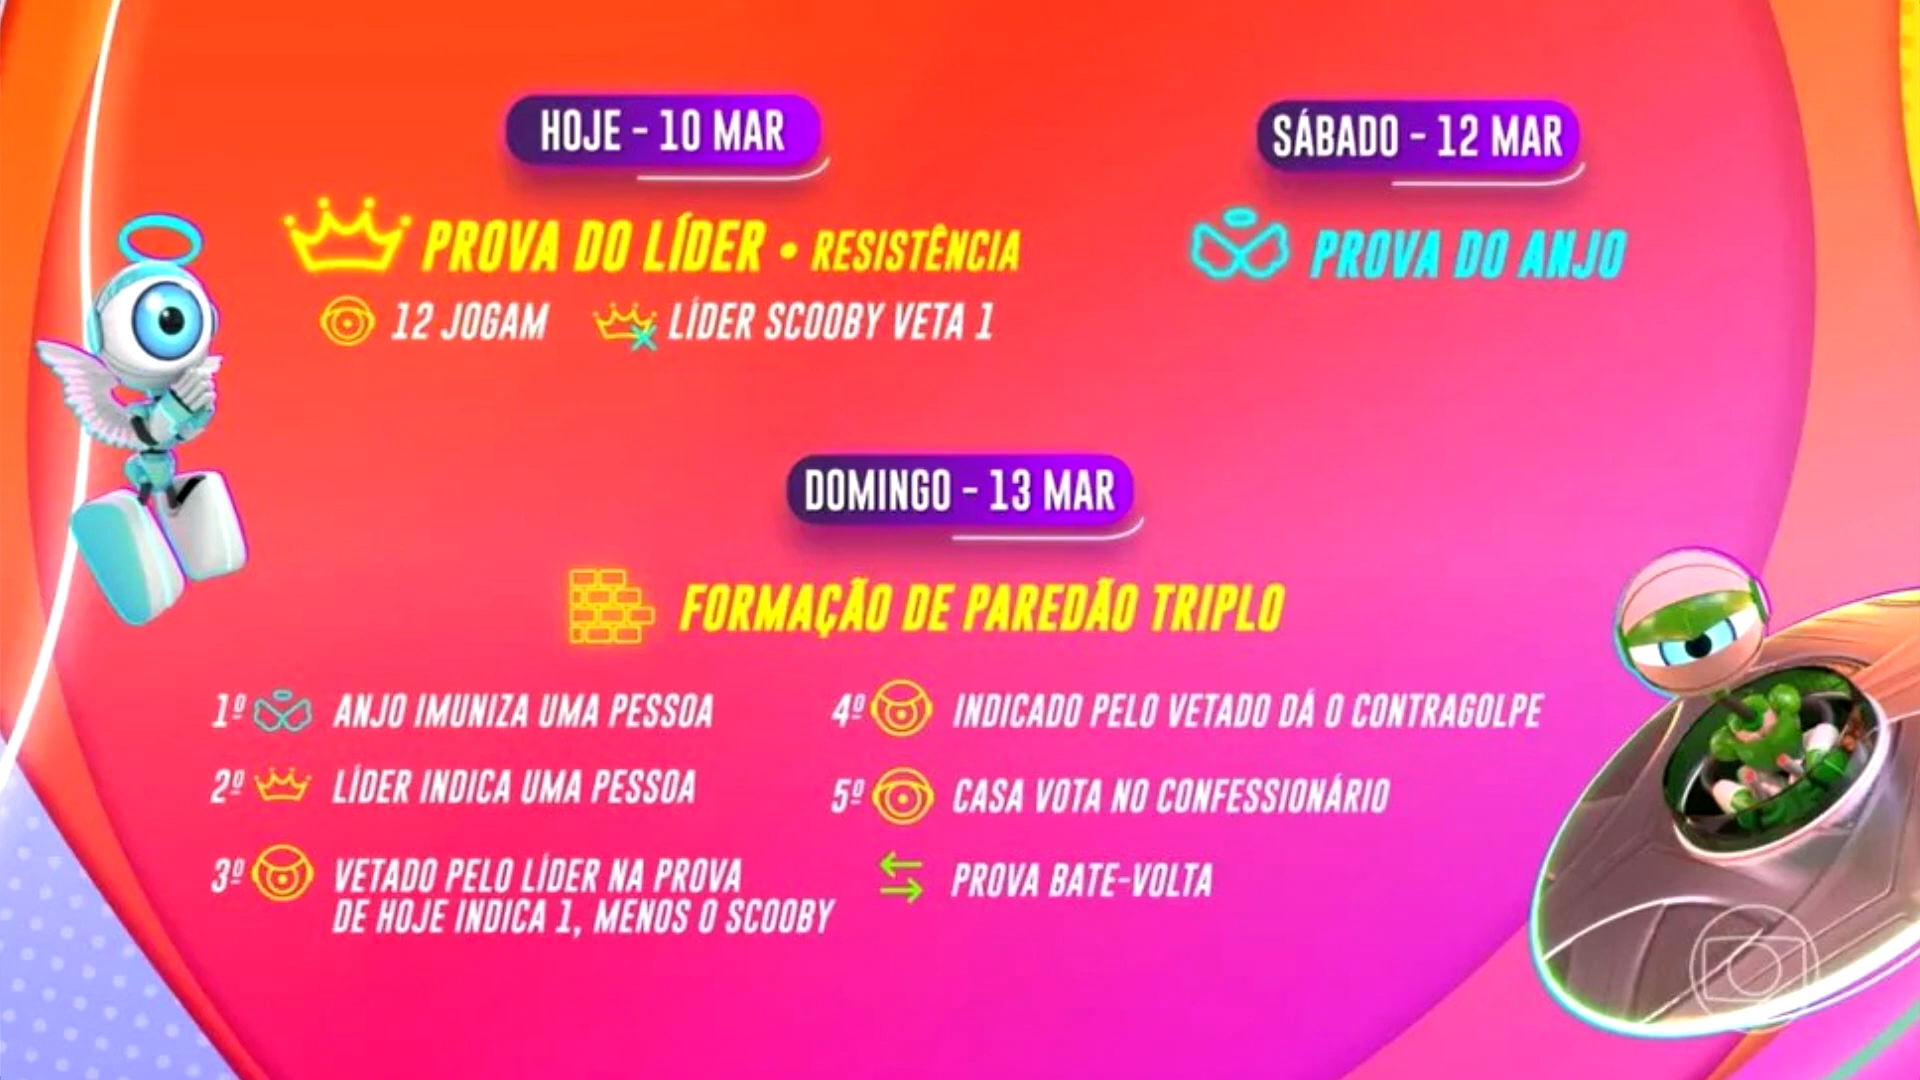 HOJE - 10 MAR
PROVA DO LÍDER • RESISTÊNCIA
12 JOGAM LÍDER SCOOBY VETA 1
SÁBADO - 12 MAR
PROVA DO ANJO
DOMINGO - 13 MAR
FORMAÇÃO DE PAREDÃO TRIPLO
1º ANJO IMUNIZA UMA PESSOA
2º LÍDER INDICA UMA PESSOA
3º VETADO PELO LÍDER NA PROVA
DE HOJE INDICA 1, MENOS O SCOOBY
4º INDICADO PELO VETADO DÁ O CONTRAGOLPE
5º CASA VOTA NO CONFESSIONÁRIO
PROVA BATE-VOLTA